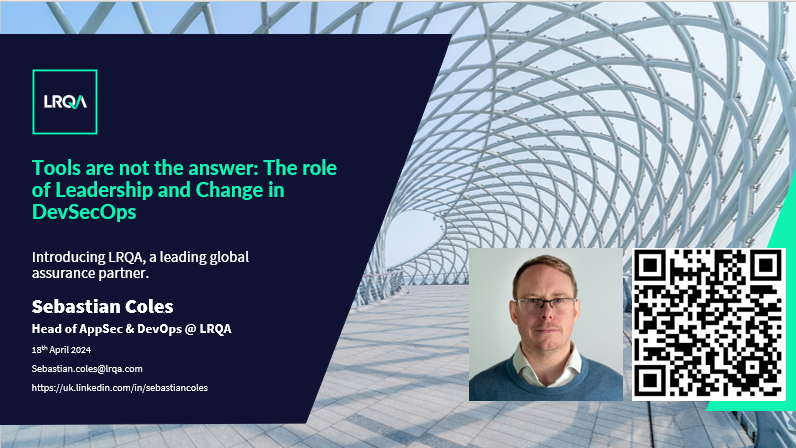 LRQA
Tools are not the answer: The role
of Leadership and Change in
DevSecOps
Introducing LRQA, a leading global
assurance partner.
Sebastian Coles
Head of AppSec & DevOps @ LRQA
18th April 2024
Sebastian.coles@lrqa.com
https://uk.linkedin.com/in/sebastiancoles